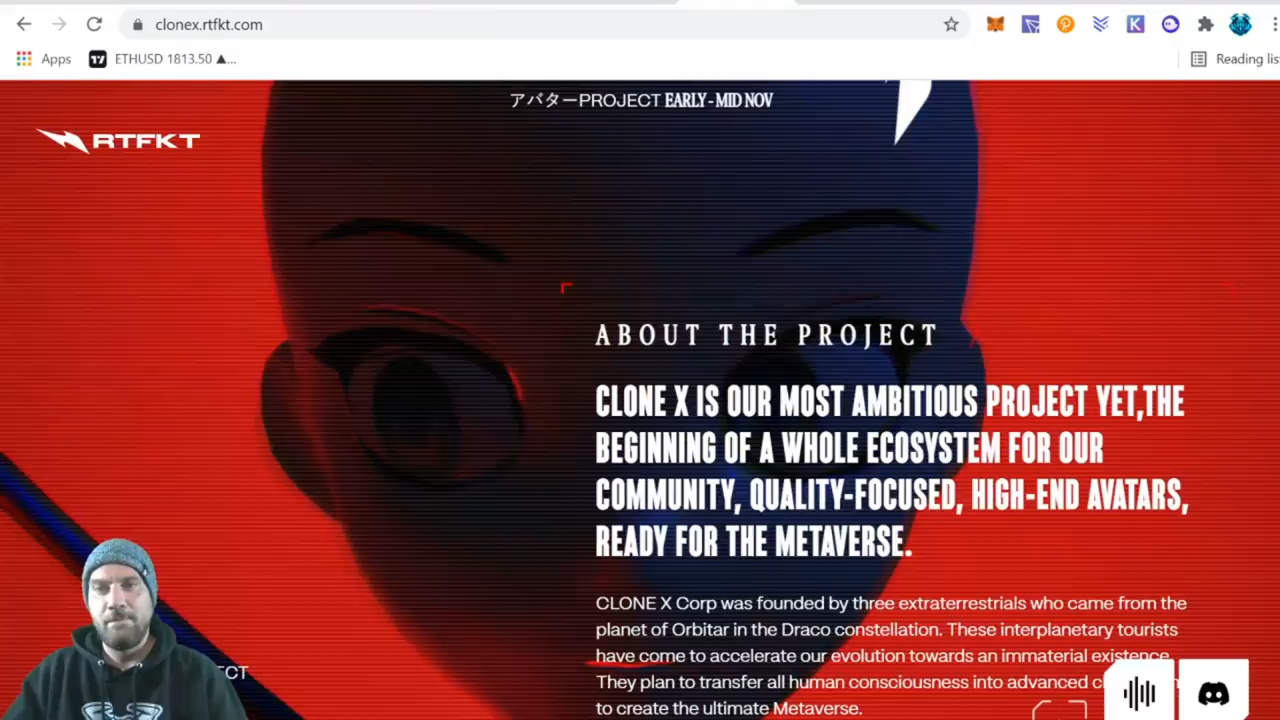 clonex.rtfkt.com
Apps
ETHUSD 1813.50 ▲...
Reading lis
アバターPROJECT EARLY - MID NOV
RTFKT
ABOUT THE PROJECT
CLONE X IS OUR MOST AMBITIOUS PROJECT YET,THE
BEGINNING OF A WHOLE ECOSYSTEM FOR OUR
COMMUNITY, QUALITY-FOCUSED, HIGH-END AVATARS,
READY FOR THE METAVERSE.
CLONE X Corp was founded by three extraterrestrials who came from the
planet of Orbitar in the Draco constellation. These interplanetary tourists
have come to accelerate our evolution towards an immaterial existence.
They plan to transfer all human consciousness into advanced
to create the ultimate Metaverse.